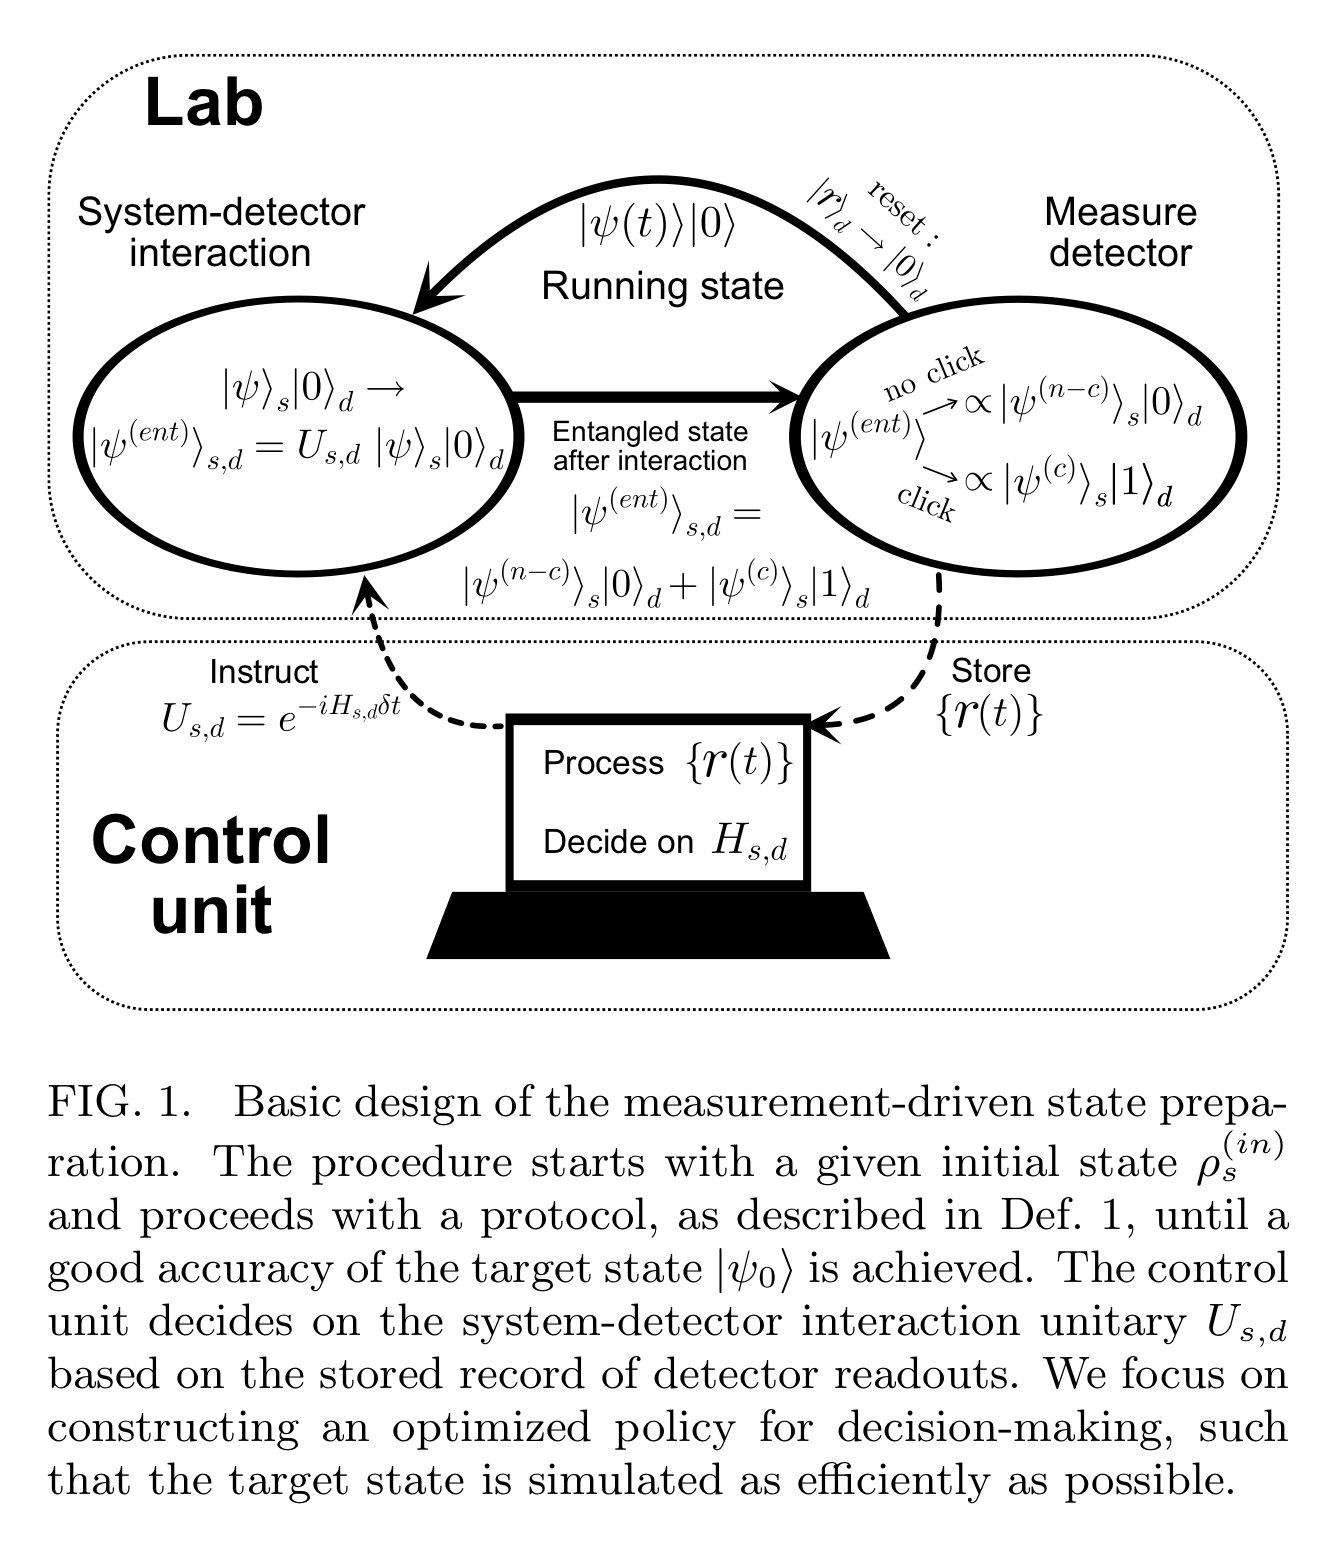 Lab
System-detector
interaction
|ψ(t)⟩|0⟩
Running state
reset :
|r⟩_d → |0⟩_d
Measure
detector
|ψ⟩_s|0⟩_d →
|ψ^(ent)⟩_{s,d} = U_{s,d} |ψ⟩_s|0⟩_d
Entangled state
after interaction
|ψ^(ent)⟩_{s,d} =
|ψ^(n−c)⟩_s|0⟩_d + |ψ^(c)⟩_s|1⟩_d
no click
∝ |ψ^(n−c)⟩_s|0⟩_d
|ψ^(ent)⟩
∝ |ψ^(c)⟩_s|1⟩_d
click
Instruct
U_{s,d} = e^{−iH_{s,d}δt}
Store
{r(t)}
Process {r(t)}
Decide on H_{s,d}
Control
unit
FIG. 1. Basic design of the measurement-driven state prepa-
ration. The procedure starts with a given initial state ρ_s^(in)
and proceeds with a protocol, as described in Def. 1, until a
good accuracy of the target state |ψ_0⟩ is achieved. The control
unit decides on the system-detector interaction unitary U_{s,d}
based on the stored record of detector readouts. We focus on
constructing an optimized policy for decision-making, such
that the target state is simulated as efficiently as possible.